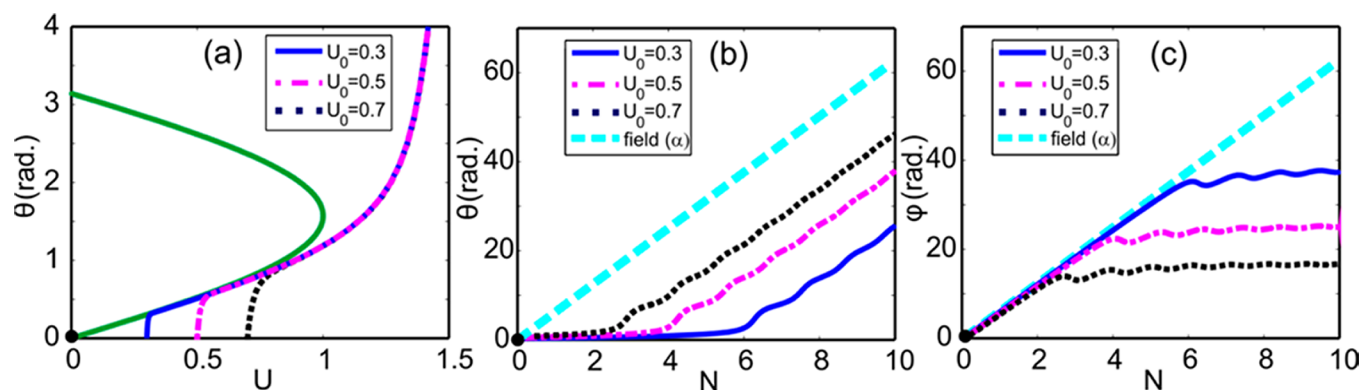 (a)
U₀=0.3
U₀=0.5
U₀=0.7
θ(rad.)
4
3
2
1
0
0
0.5
1
1.5
U
(b)
U₀=0.3
U₀=0.5
U₀=0.7
field (α)
θ(rad.)
60
40
20
0
0
2
4
6
8
10
N
(c)
U₀=0.3
U₀=0.5
U₀=0.7
field (α)
φ(rad.)
60
40
20
0
0
2
4
6
8
10
N